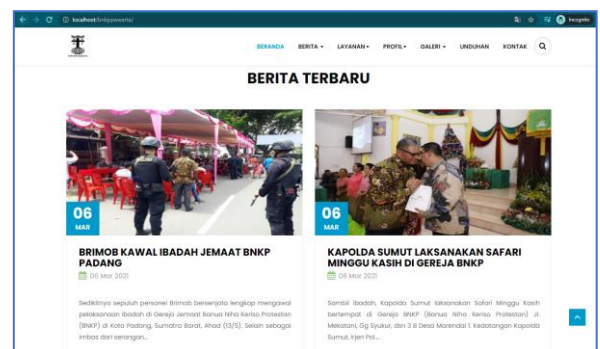 localhost/bnkppewarta/
Incognito
BERANDA BERITA LAYANAN PROFIL GALERI UNDUHAN KONTAK
BERITA TERBARU
06
MAR
06
MAR
BRIMOB KAWAL IBADAH JEMAAT BNKP
PADANG
06 Mar 2021
Sedikitnya sepuluh personel Brimob bersenjata lengkap mengawal
pelaksanaan ibadah di Gereja Jemaat Banua Niha Keriso Protestan
(BNKP) di Kota Padang, Sumatra Barat, Ahad (13/5). Selain sebagai
imbas dari serangan...
KAPOLDA SUMUT LAKSANAKAN SAFARI
MINGGU KASIH DI GEREJA BNKP
06 Mar 2021
Sambil ibadah, Kapolda Sumut laksanakan Safari Minggu Kasih
bertempat di Gereja BNKP (Banua Niha Keriso Protestan) Jl.
Mekatani, Gg Syukur, dsn 3 B Desa Marendal 1. Kedatangan Kapolda
Sumut, Irjen Pol...